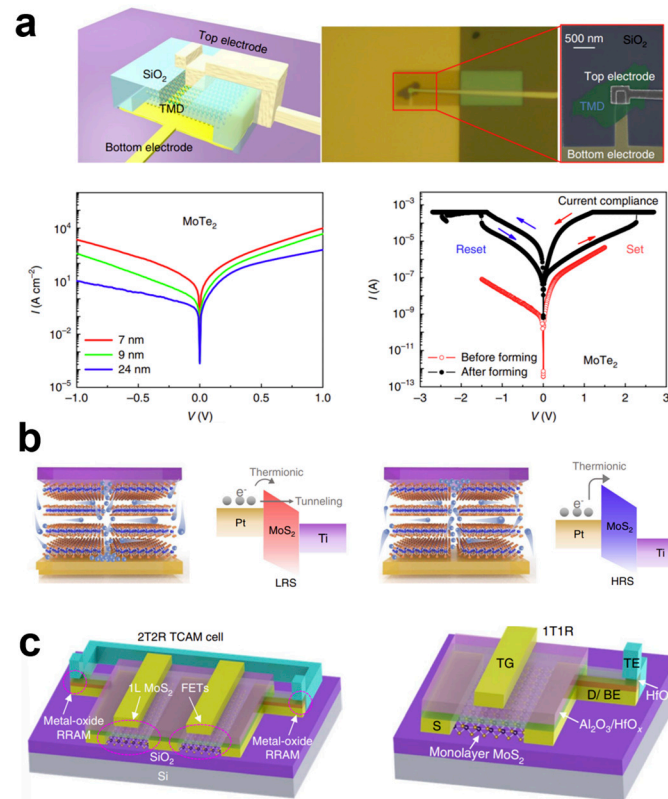 a
Top electrode
SiO₂
TMD
Bottom electrode
500 nm
SiO₂
Top electrode
TMD
Bottom electrode
I (A cm⁻²)
10⁴
10¹
10⁻²
10⁻⁵
MoTe₂
7 nm
9 nm
24 nm
−1.0
−0.5
0.0
0.5
1.0
V (V)
I (A)
10⁻³
10⁻⁵
10⁻⁷
10⁻⁹
10⁻¹¹
10⁻¹³
Current compliance
Reset
Set
Before forming
After forming
MoTe₂
−3
−2
−1
0
1
2
3
V (V)
b
Thermionic
e⁻
Tunneling
Pt
MoS₂
Ti
LRS
Thermionic
e⁻
Pt
MoS₂
Ti
HRS
c
2T2R TCAM cell
1L MoS₂
FETs
Metal-oxide
RRAM
Metal-oxide
RRAM
SiO₂
Si
1T1R
TG
TE
HfO
D/ BE
S
Al₂O₃/HfOₓ
Monolayer MoS₂